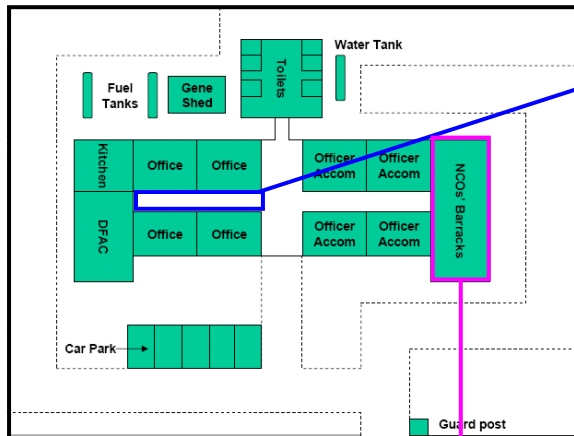 Water Tank
Toilets
Fuel
Tanks
Gene
Shed
Kitchen
Office
Office
Officer
Accom
Officer
Accom
NCOs' Barracks
DFAC
Office
Office
Officer
Accom
Officer
Accom
Car Park
Guard post